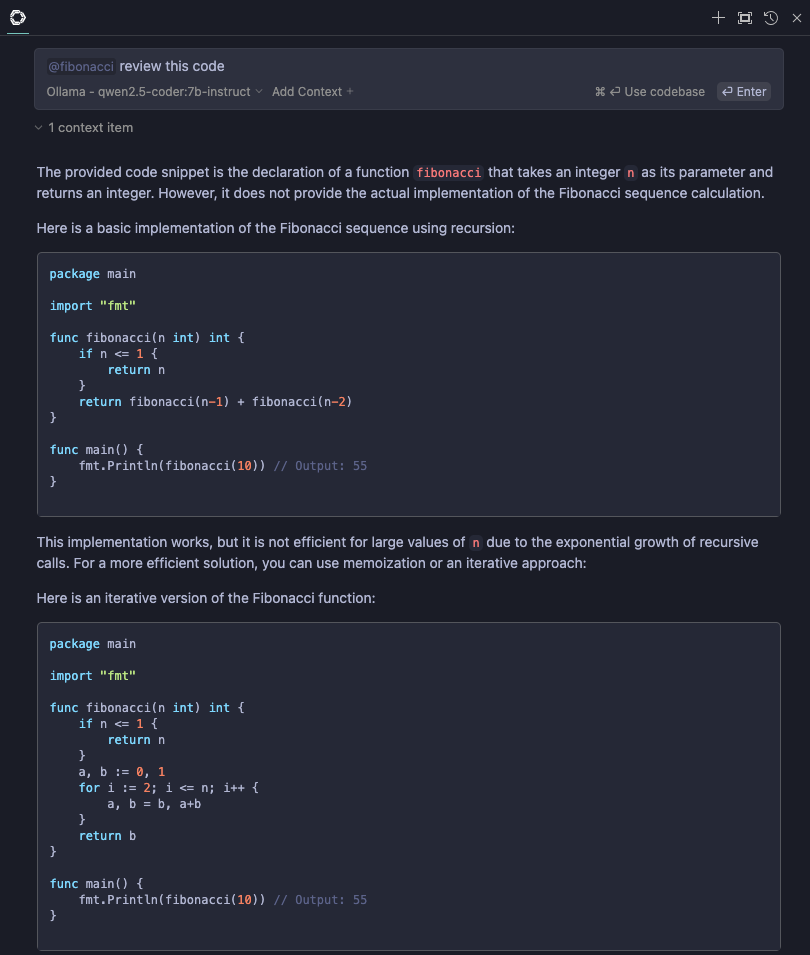 @fibonacci review this code
Ollama - qwen2.5-coder:7b-instruct Add Context + ⌘ ⏎ Use codebase ⏎ Enter
1 context item
The provided code snippet is the declaration of a function fibonacci that takes an integer n as its parameter and
returns an integer. However, it does not provide the actual implementation of the Fibonacci sequence calculation.
Here is a basic implementation of the Fibonacci sequence using recursion:
package main
import "fmt"
func fibonacci(n int) int {
    if n <= 1 {
        return n
    }
    return fibonacci(n-1) + fibonacci(n-2)
}
func main() {
    fmt.Println(fibonacci(10)) // Output: 55
}
This implementation works, but it is not efficient for large values of n due to the exponential growth of recursive
calls. For a more efficient solution, you can use memoization or an iterative approach:
Here is an iterative version of the Fibonacci function:
package main
import "fmt"
func fibonacci(n int) int {
    if n <= 1 {
        return n
    }
    a, b := 0, 1
    for i := 2; i <= n; i++ {
        a, b = b, a+b
    }
    return b
}
func main() {
    fmt.Println(fibonacci(10)) // Output: 55
}